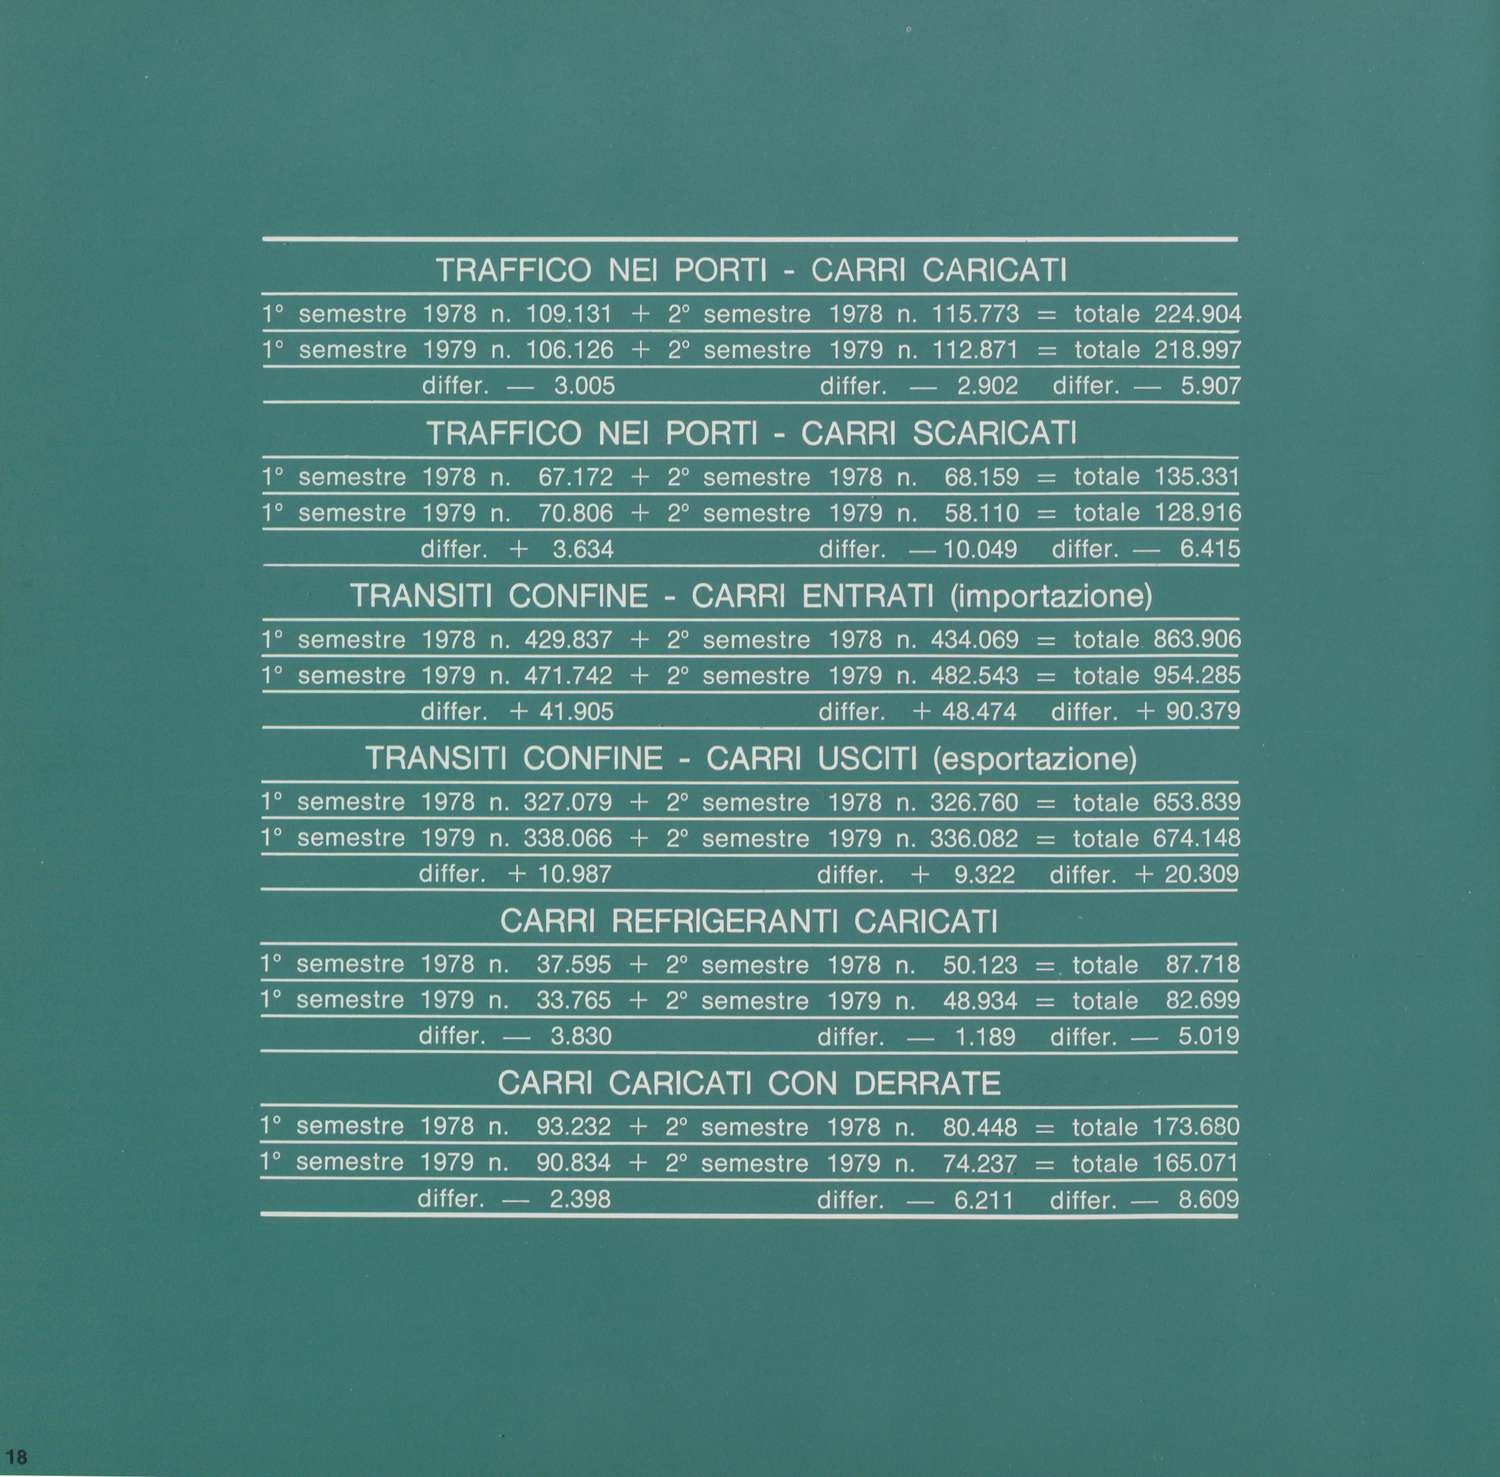 TRAFFICO NEI PORTI - CARRI CARICATI
1° semestre 1978 n. 109.131 + 2° semestre 1978 n. 115.773 = totale 224.904
1° semestre 1979 n. 106.126 + 2° semestre 1979 n. 112.871 = totale 218.997
differ. — 3.005 differ. — 2.902 differ. — 5.907
TRAFFICO NEI PORTI - CARRI SCARICATI
1° semestre 1978 n. 67.172 + 2° semestre 1978 n. 68.159 = totale 135.331
1° semestre 1979 n. 70.806 + 2° semestre 1979 n. 58.110 = totale 128.916
differ. + 3.634 differ. — 10.049 differ. — 6.415
TRANSITI CONFINE - CARRI ENTRATI (importazione)
1° semestre 1978 n. 429.837 + 2° semestre 1978 n. 434.069 = totale 863.906
1° semestre 1979 n. 471.742 + 2° semestre 1979 n. 482.543 = totale 954.285
differ. + 41.905 differ. + 48.474 differ. + 90.379
TRANSITI CONFINE - CARRI USCITI (esportazione)
1° semestre 1978 n. 327.079 + 2° semestre 1978 n. 326.760 = totale 653.839
1° semestre 1979 n. 338.066 + 2° semestre 1979 n. 336.082 = totale 674.148
differ. + 10.987 differ. + 9.322 differ. + 20.309
CARRI REFRIGERANTI CARICATI
1° semestre 1978 n. 37.595 + 2° semestre 1978 n. 50.123 = totale 87.718
1° semestre 1979 n. 33.765 + 2° semestre 1979 n. 48.934 = totale 82.699
differ. — 3.830 differ. — 1.189 differ. — 5.019
CARRI CARICATI CON DERRATE
1° semestre 1978 n. 93.232 + 2° semestre 1978 n. 80.448 = totale 173.680
1° semestre 1979 n. 90.834 + 2° semestre 1979 n. 74.237 = totale 165.071
differ. — 2.398 differ. — 6.211 differ. — 8.609
18